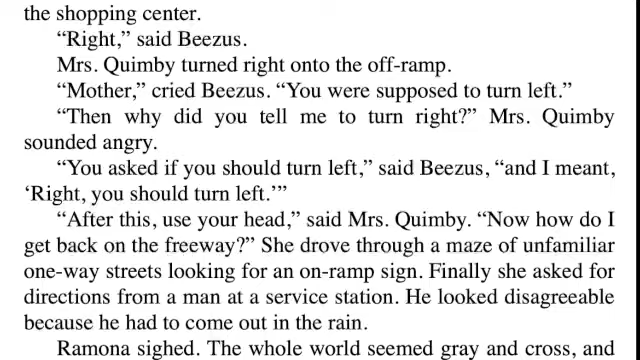 the shopping center.
“Right,” said Beezus.
Mrs. Quimby turned right onto the off-ramp.
“Mother,” cried Beezus. “You were supposed to turn left.”
“Then why did you tell me to turn right?” Mrs. Quimby
sounded angry.
“You asked if you should turn left,” said Beezus, “and I meant,
‘Right, you should turn left.’”
“After this, use your head,” said Mrs. Quimby. “Now how do I
get back on the freeway?” She drove through a maze of unfamiliar
one-way streets looking for an on-ramp sign. Finally she asked for
directions from a man at a service station. He looked disagreeable
because he had to come out in the rain.
Ramona sighed. The whole world seemed gray and cross, and